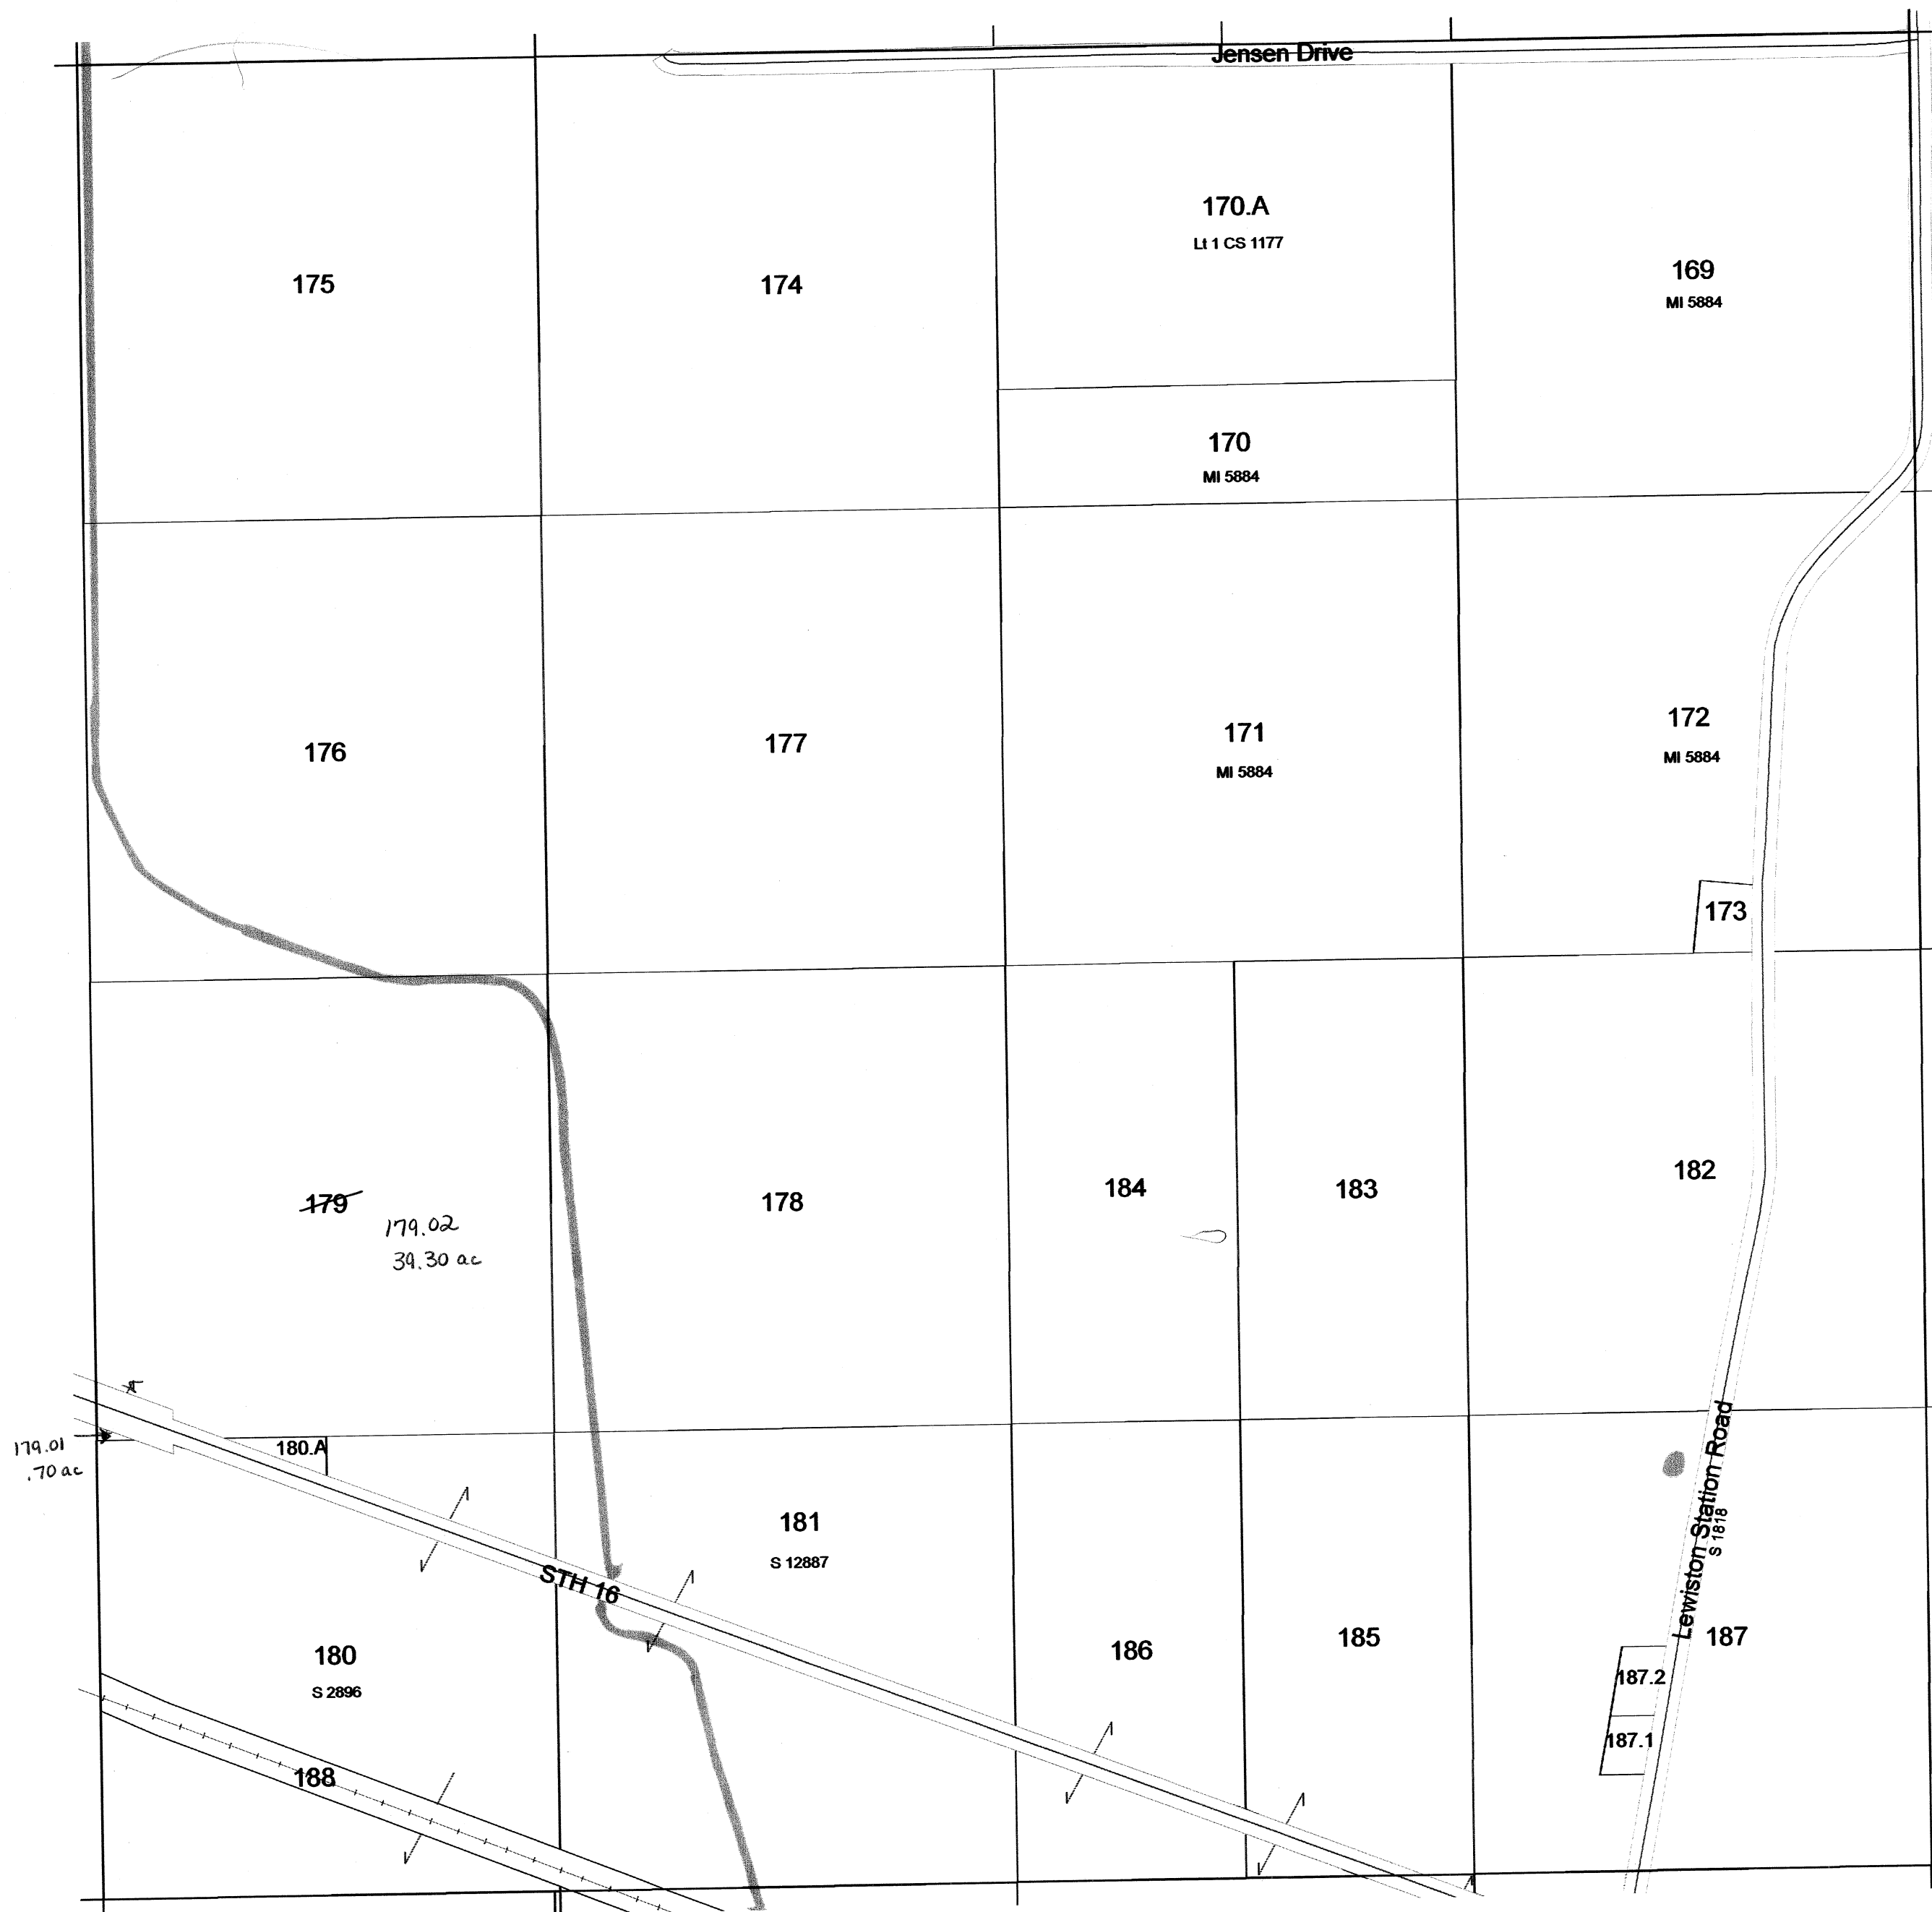 Jensen Drive
170.A
Lt 1 CS 1177
175
174
169
MI 5884
170
MI 5884
176
177
171
MI 5884
172
MI 5884
173
179
179.02
39.30 ac
178
184
183
182
179.01
.70 ac
180.A
181
S 12887
STH 16
Lewiston Station Road
S 1818
180
S 2896
186
185
187
187.2
187.1
188